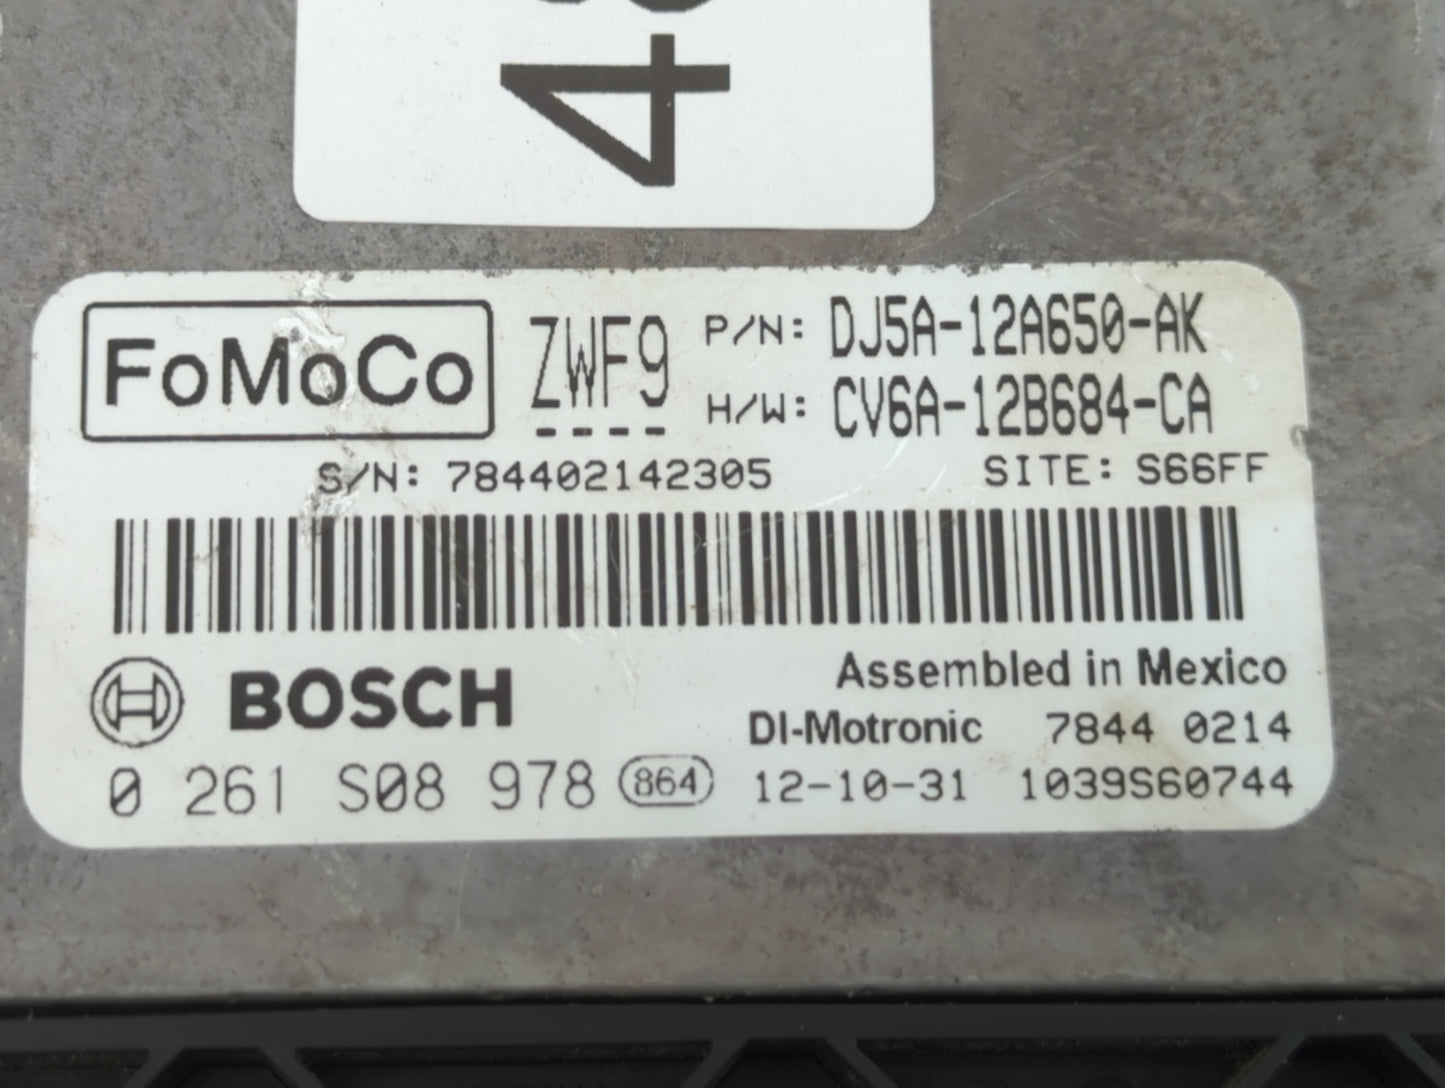 4
FoMoCo ZWF9 P/N: DJ5A-12A650-AK
H/W: CV6A-12B684-CA
S/N: 784402142305 SITE: S66FF
BOSCH Assembled in Mexico
DI-Motronic 7844 0214
0 261 S08 978 864 12-10-31 1039S60744